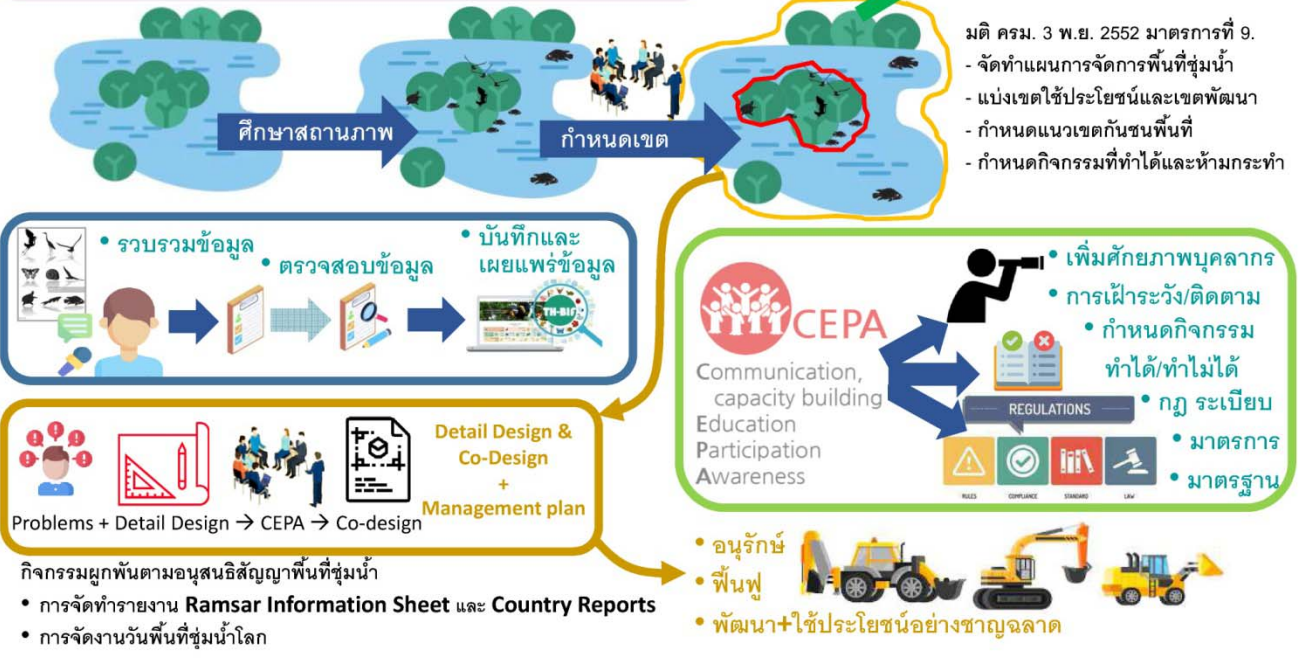 มติ ครม. 3 พ.ย. 2552 มาตรการที่ 9.
- จัดทำแผนการจัดการพื้นที่ชุ่มน้ำ
- แบ่งเขตใช้ประโยชน์และเขตพัฒนา
- กำหนดแนวเขตกันชนพื้นที่
- กำหนดกิจกรรมที่ทำได้และห้ามกระทำ
ศึกษาสถานภาพ
กำหนดเขต
• รวบรวมข้อมูล
• ตรวจสอบข้อมูล
• บันทึกและ
เผยแพร่ข้อมูล
TH-BIF
CEPA
Communication,
capacity building
Education
Participation
Awareness
• เพิ่มศักยภาพบุคลากร
• การเฝ้าระวัง/ติดตาม
• กำหนดกิจกรรม
ทำได้/ทำไม่ได้
REGULATIONS
RULES
COMPLIANCE
STANDARD
LAW
• กฎ ระเบียบ
• มาตรการ
• มาตรฐาน
Detail Design &
Co-Design
+
Management plan
Problems + Detail Design → CEPA → Co-design
• อนุรักษ์
• ฟื้นฟู
• พัฒนา+ใช้ประโยชน์อย่างชาญฉลาด
กิจกรรมผูกพันตามอนุสนธิสัญญาพื้นที่ชุ่มน้ำ
• การจัดทำรายงาน Ramsar Information Sheet และ Country Reports
• การจัดงานวันพื้นที่ชุ่มน้ำโลก